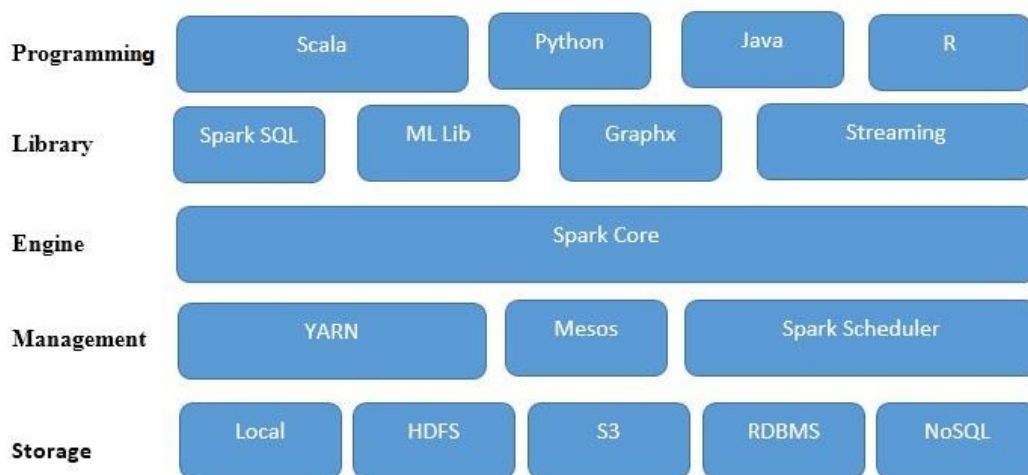 Programming Scala Python Java R
Library Spark SQL ML Lib Graphx Streaming
Engine Spark Core
Management YARN Mesos Spark Scheduler
Storage Local HDFS S3 RDBMS NoSQL